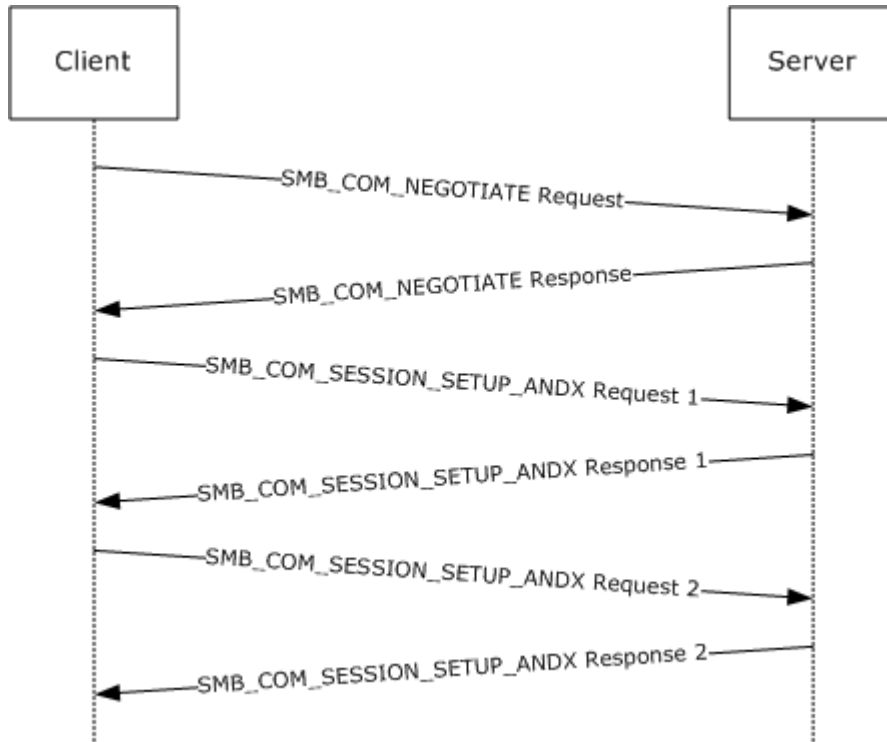 Client
Server
SMB_COM_NEGOTIATE Request
SMB_COM_NEGOTIATE Response
SMB_COM_SESSION_SETUP_ANDX Request 1
SMB_COM_SESSION_SETUP_ANDX Response 1
SMB_COM_SESSION_SETUP_ANDX Request 2
SMB_COM_SESSION_SETUP_ANDX Response 2